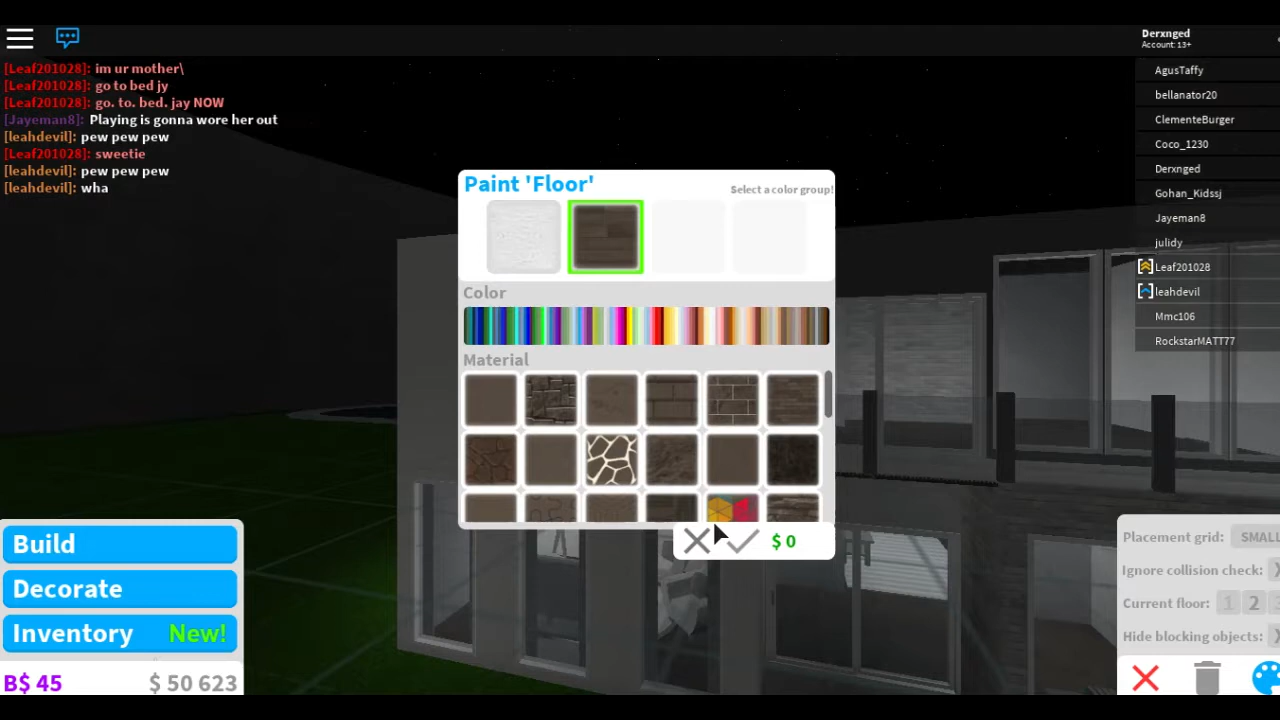 [Leaf201028]: im ur mother\
[Leaf201028]: go to bed jy
[Leaf201028]: go. to. bed. jay NOW
[Jayeman8]: Playing is gonna wore her out
[leahdevil]: pew pew pew
[Leaf201028]: sweetie
[leahdevil]: pew pew pew
[leahdevil]: wha
Derxnged
Account: 13+
AgusTaffy
bellanator20
ClementeBurger
Coco_1230
Derxnged
Gohan_Kidssj
Jayeman8
julidy
Leaf201028
leahdevil
Mmc106
RockstarMATT77
Paint 'Floor'
Select a color group!
Color
Material
$ 0
Build
Decorate
Inventory New!
B$ 45 $ 50 623
Placement grid: SMALL
Ignore collision check: X
Current floor: 1 2
Hide blocking objects: X